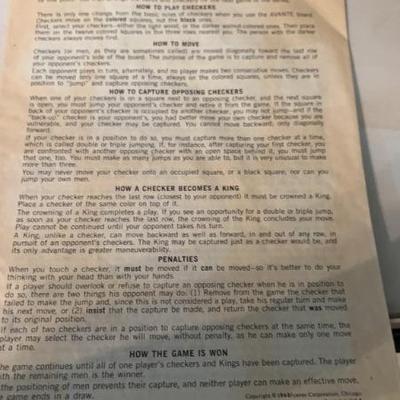 HOW TO PLAY CHECKERS
There is only one change from the basic rules of checkers when you use the AVANTE board.
Checkers move on the colored squares, not the black ones.
First, select your checkers—either the light wood, or the darker walnut-colored ones. Then place
them on the twelve colored squares in the three rows nearest you. The person with the darker
checkers always moves first.
HOW TO MOVE
Checkers (or men, as they are sometimes called) are moved diagonally toward the last row
of your opponent's side of the board. The purpose of the game is to capture and remove all of
your opponent's checkers.
Each opponent plays in turn, alternately, and no player makes two consecutive moves. Checkers
can be moved only one square at a time, always on the colored squares, unless they are in
position to "jump" and capture opposing checkers.
HOW TO CAPTURE OPPOSING CHECKERS
When one of your checkers is on a square next to an opposing checker, and the next square
is open, you must jump your opponent's checker and retire it from the game. If the square in
back of your opponent's checker is occupied by another checker, you may not jump—and if the
"back-up" checker is your opponent's, you had better move your own checker because you are
vulnerable, and your checker may be captured. You cannot move backward, only diagonally
forward.
If your checker is in a position to do so, you must capture more than one checker at a time,
which is called double or triple jumping. If, for instance, after capturing your first checker, you
are confronted with another opposing checker with an open space behind it, you must jump
that one, too. You must make as many jumps as you are able to, but it is very unusual to make
more than three.
You may never move your checker onto an occupied square, or a black square, nor can you
jump your own men.
HOW A CHECKER BECOMES A KING
When your checker reaches the last row (closest to your opponent) it must be crowned a King.
Place a checker of the same color on top of it.
The crowning of a King completes a play. If you see an opportunity for a double or triple jump,
as soon as your checker reaches the last row, the crowning of the King concludes your move.
Play cannot be continued until your opponent takes his turn.
A King, unlike a checker, can move backward as well as forward, in and out of any row, in
pursuit of an opponent's checkers. The King may be captured just as a checker would be, and
its only advantage is greater maneuverability.
PENALTIES
When you touch a checker, it must be moved if it can be moved—so it's better to do your
thinking with your head than with your hands.
If a player should overlook or refuse to capture an opposing checker when he is in position to
do so, there are two things his opponent may do: (1) Remove from the game the checker that
failed to make the jump and, since this is not considered a play, take his regular turn and make
his next move, or (2) insist that the capture be made, and return the checker that was moved
to its original position.
If each of two checkers are in a position to capture opposing checkers at the same time, the
player may select the checker he will move, without penalty, as he can make only one move
at a time.
HOW THE GAME IS WON
The game continues until all of one player's checkers and Kings have been captured. The player
with the remaining men is the winner.
If the positioning of men prevents that capture, and neither player can make an effective move,
the game ends in a draw.
Copyright Corporation, Chicago